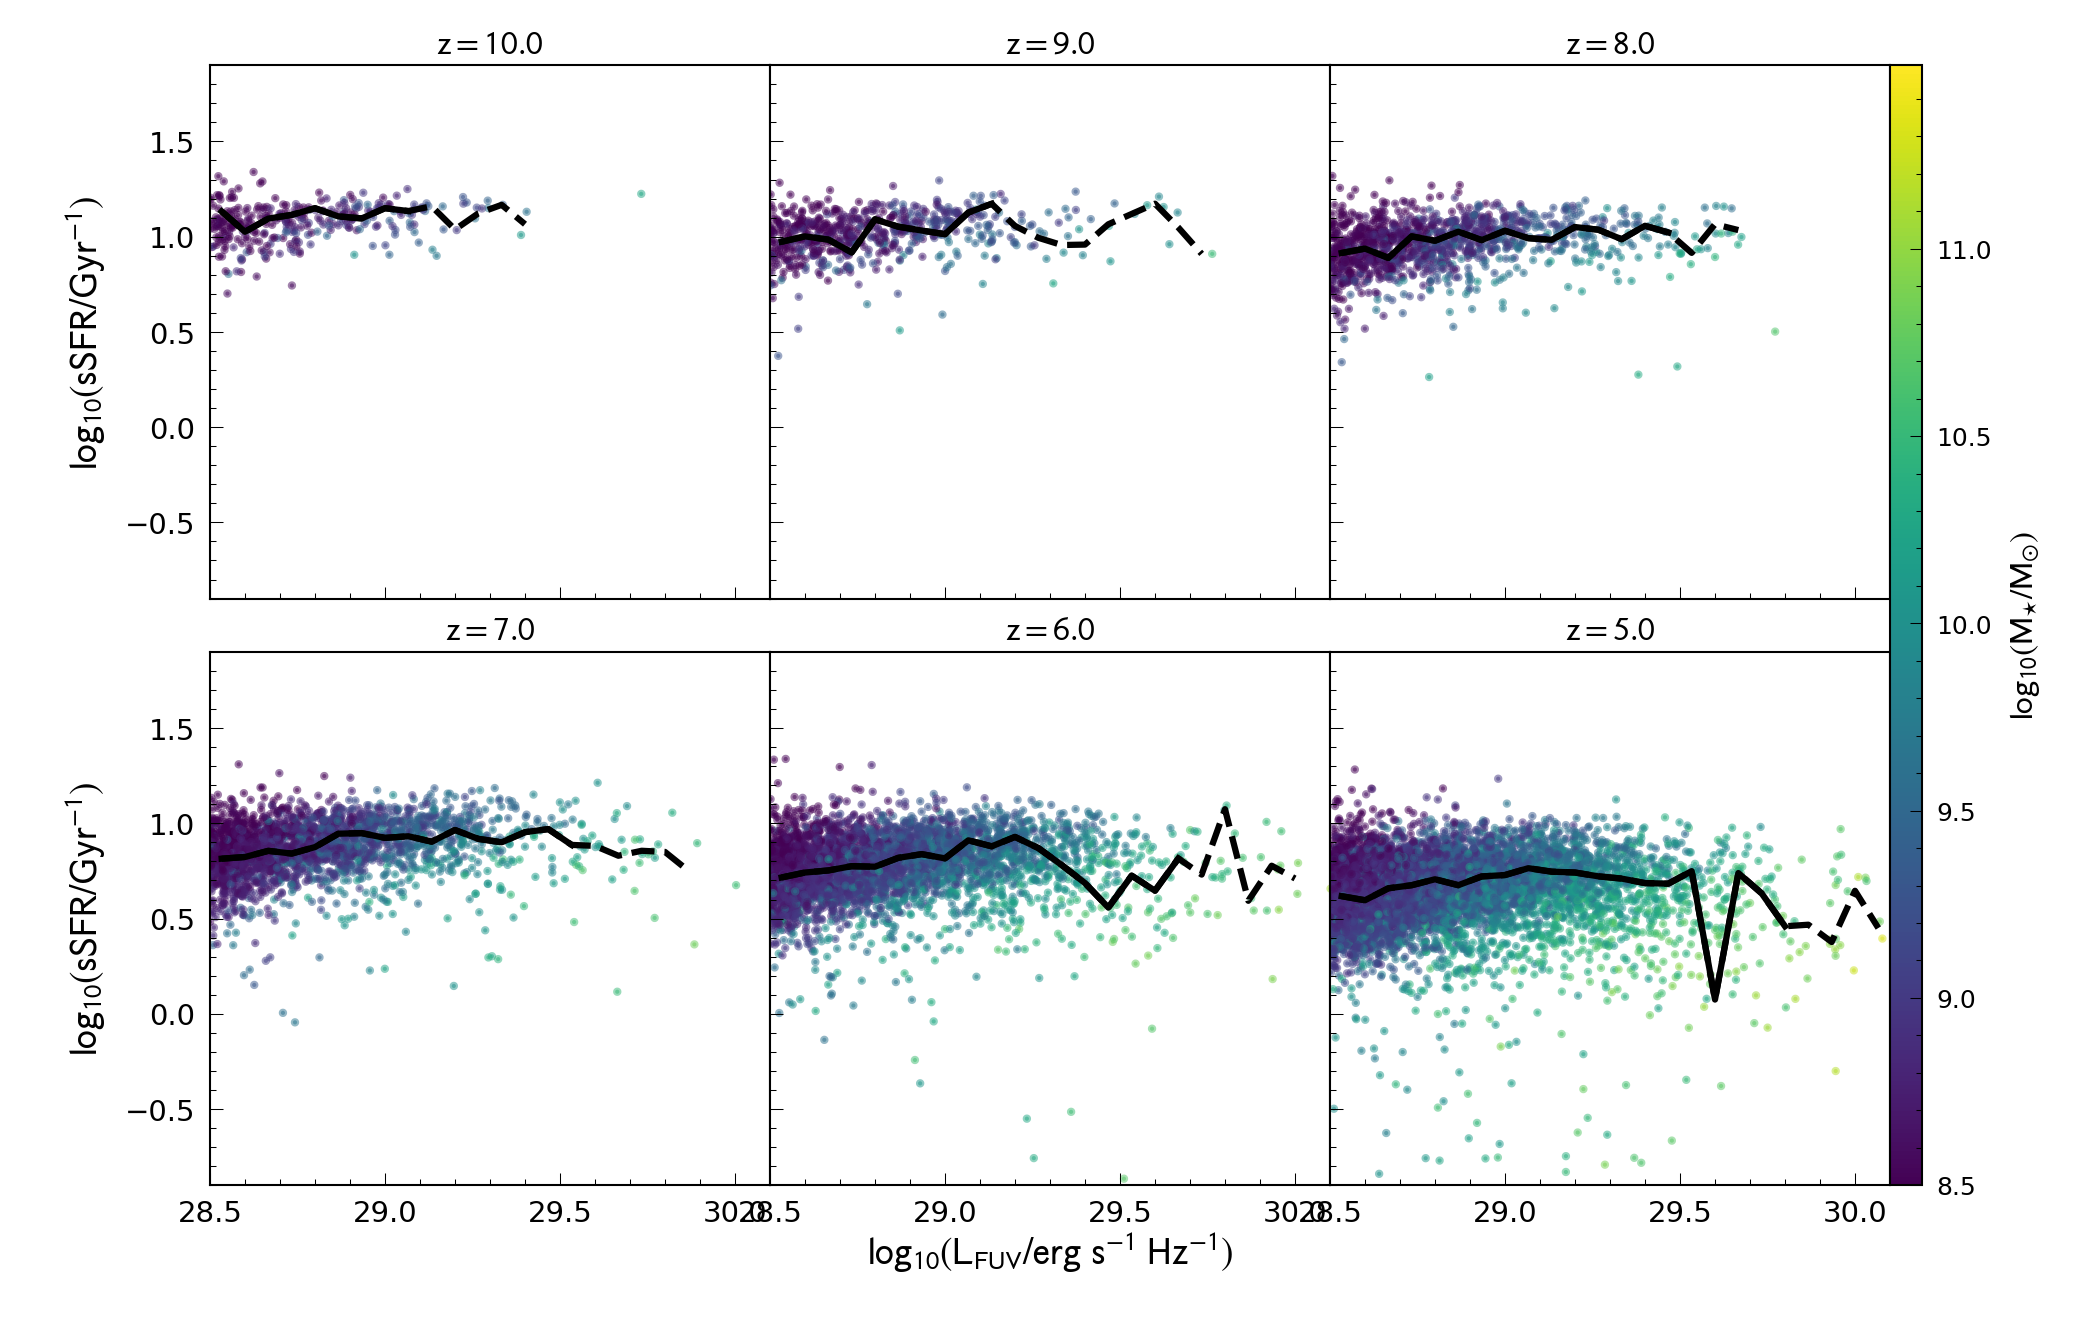 z = 10.0
z = 9.0
z = 8.0
1.5
1.0
0.5
0.0
−0.5
log₁₀(sSFR/Gyr⁻¹)
11.0
10.5
10.0
9.5
9.0
8.5
log₁₀(M⋆/M⊙)
z = 7.0
z = 6.0
z = 5.0
1.5
1.0
0.5
0.0
−0.5
log₁₀(sSFR/Gyr⁻¹)
28.5 29.0 29.5 30.0 28.5 29.0 29.5 30.0 28.5 29.0 29.5 30.0
log₁₀(L_FUV/erg s⁻¹ Hz⁻¹)